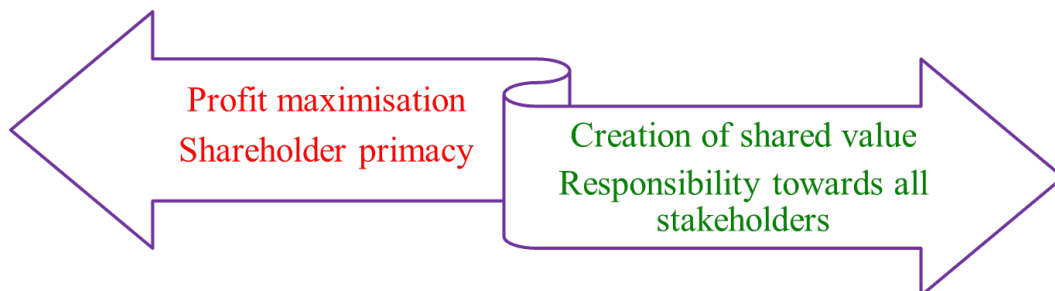 Profit maximisation
Shareholder primacy
Creation of shared value
Responsibility towards all
stakeholders